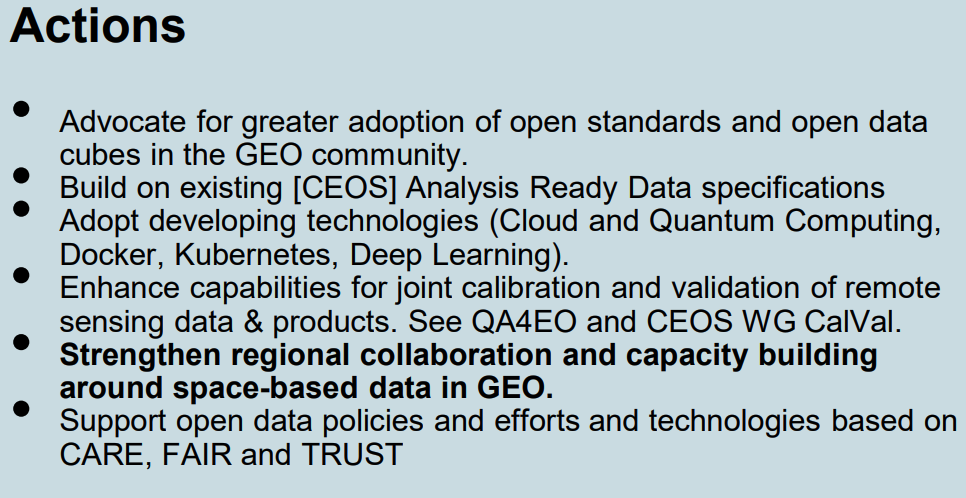 Actions
● Advocate for greater adoption of open standards and open data
cubes in the GEO community.
● Build on existing [CEOS] Analysis Ready Data specifications
● Adopt developing technologies (Cloud and Quantum Computing,
Docker, Kubernetes, Deep Learning).
● Enhance capabilities for joint calibration and validation of remote
sensing data & products. See QA4EO and CEOS WG CalVal.
● Strengthen regional collaboration and capacity building
around space-based data in GEO.
● Support open data policies and efforts and technologies based on
CARE, FAIR and TRUST